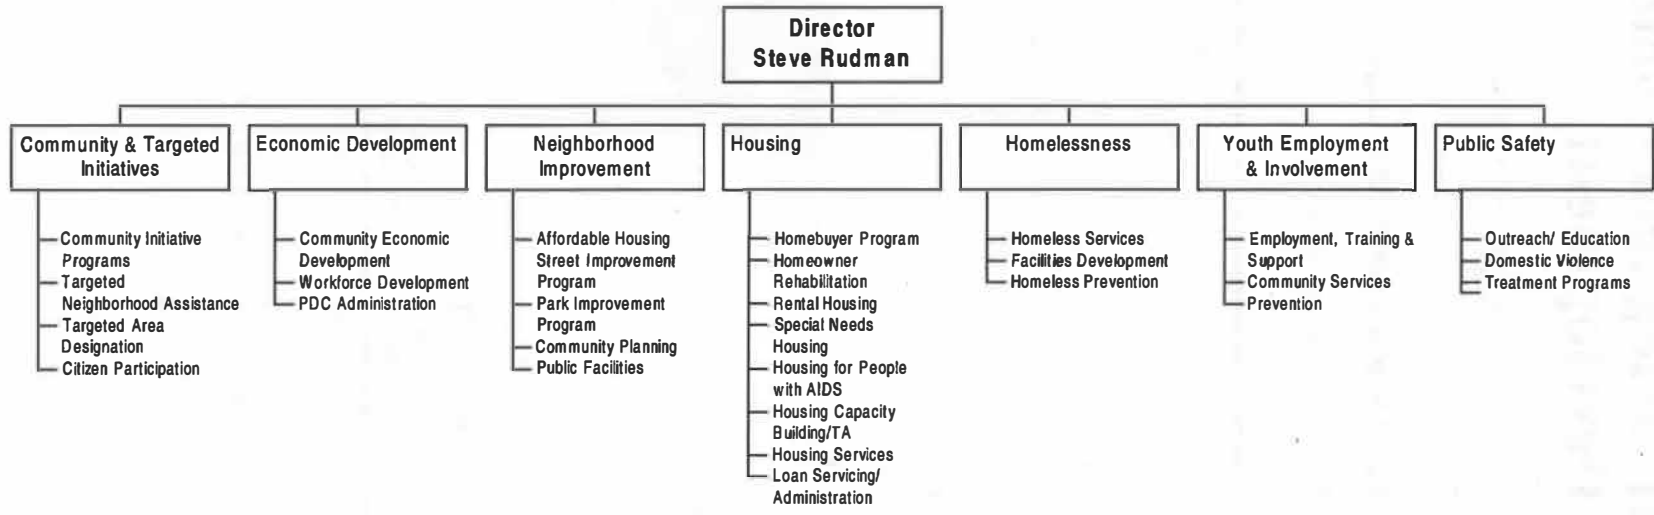 Director
Steve Rudman
Community & Targeted
Initiatives
Community Initiative
Programs
Targeted
Neighborhood Assistance
Targeted Area
Designation
Citizen Participation
Economic Development
Community Economic
Development
Workforce Development
PDC Administration
Neighborhood
Improvement
Affordable Housing
Street Improvement
Program
Park Improvement
Program
Community Planning
Public Facilities
Housing
Homebuyer Program
Homeowner
Rehabilitation
Rental Housing
Special Needs
Housing
Housing for People
with AIDS
Housing Capacity
Building/TA
Housing Services
Loan Servicing/
Administration
Homelessness
Homeless Services
Facilities Development
Homeless Prevention
Youth Employment
& Involvement
Employment, Training &
Support
Community Services
Prevention
Public Safety
Outreach/ Education
Domestic Violence
Treatment Programs